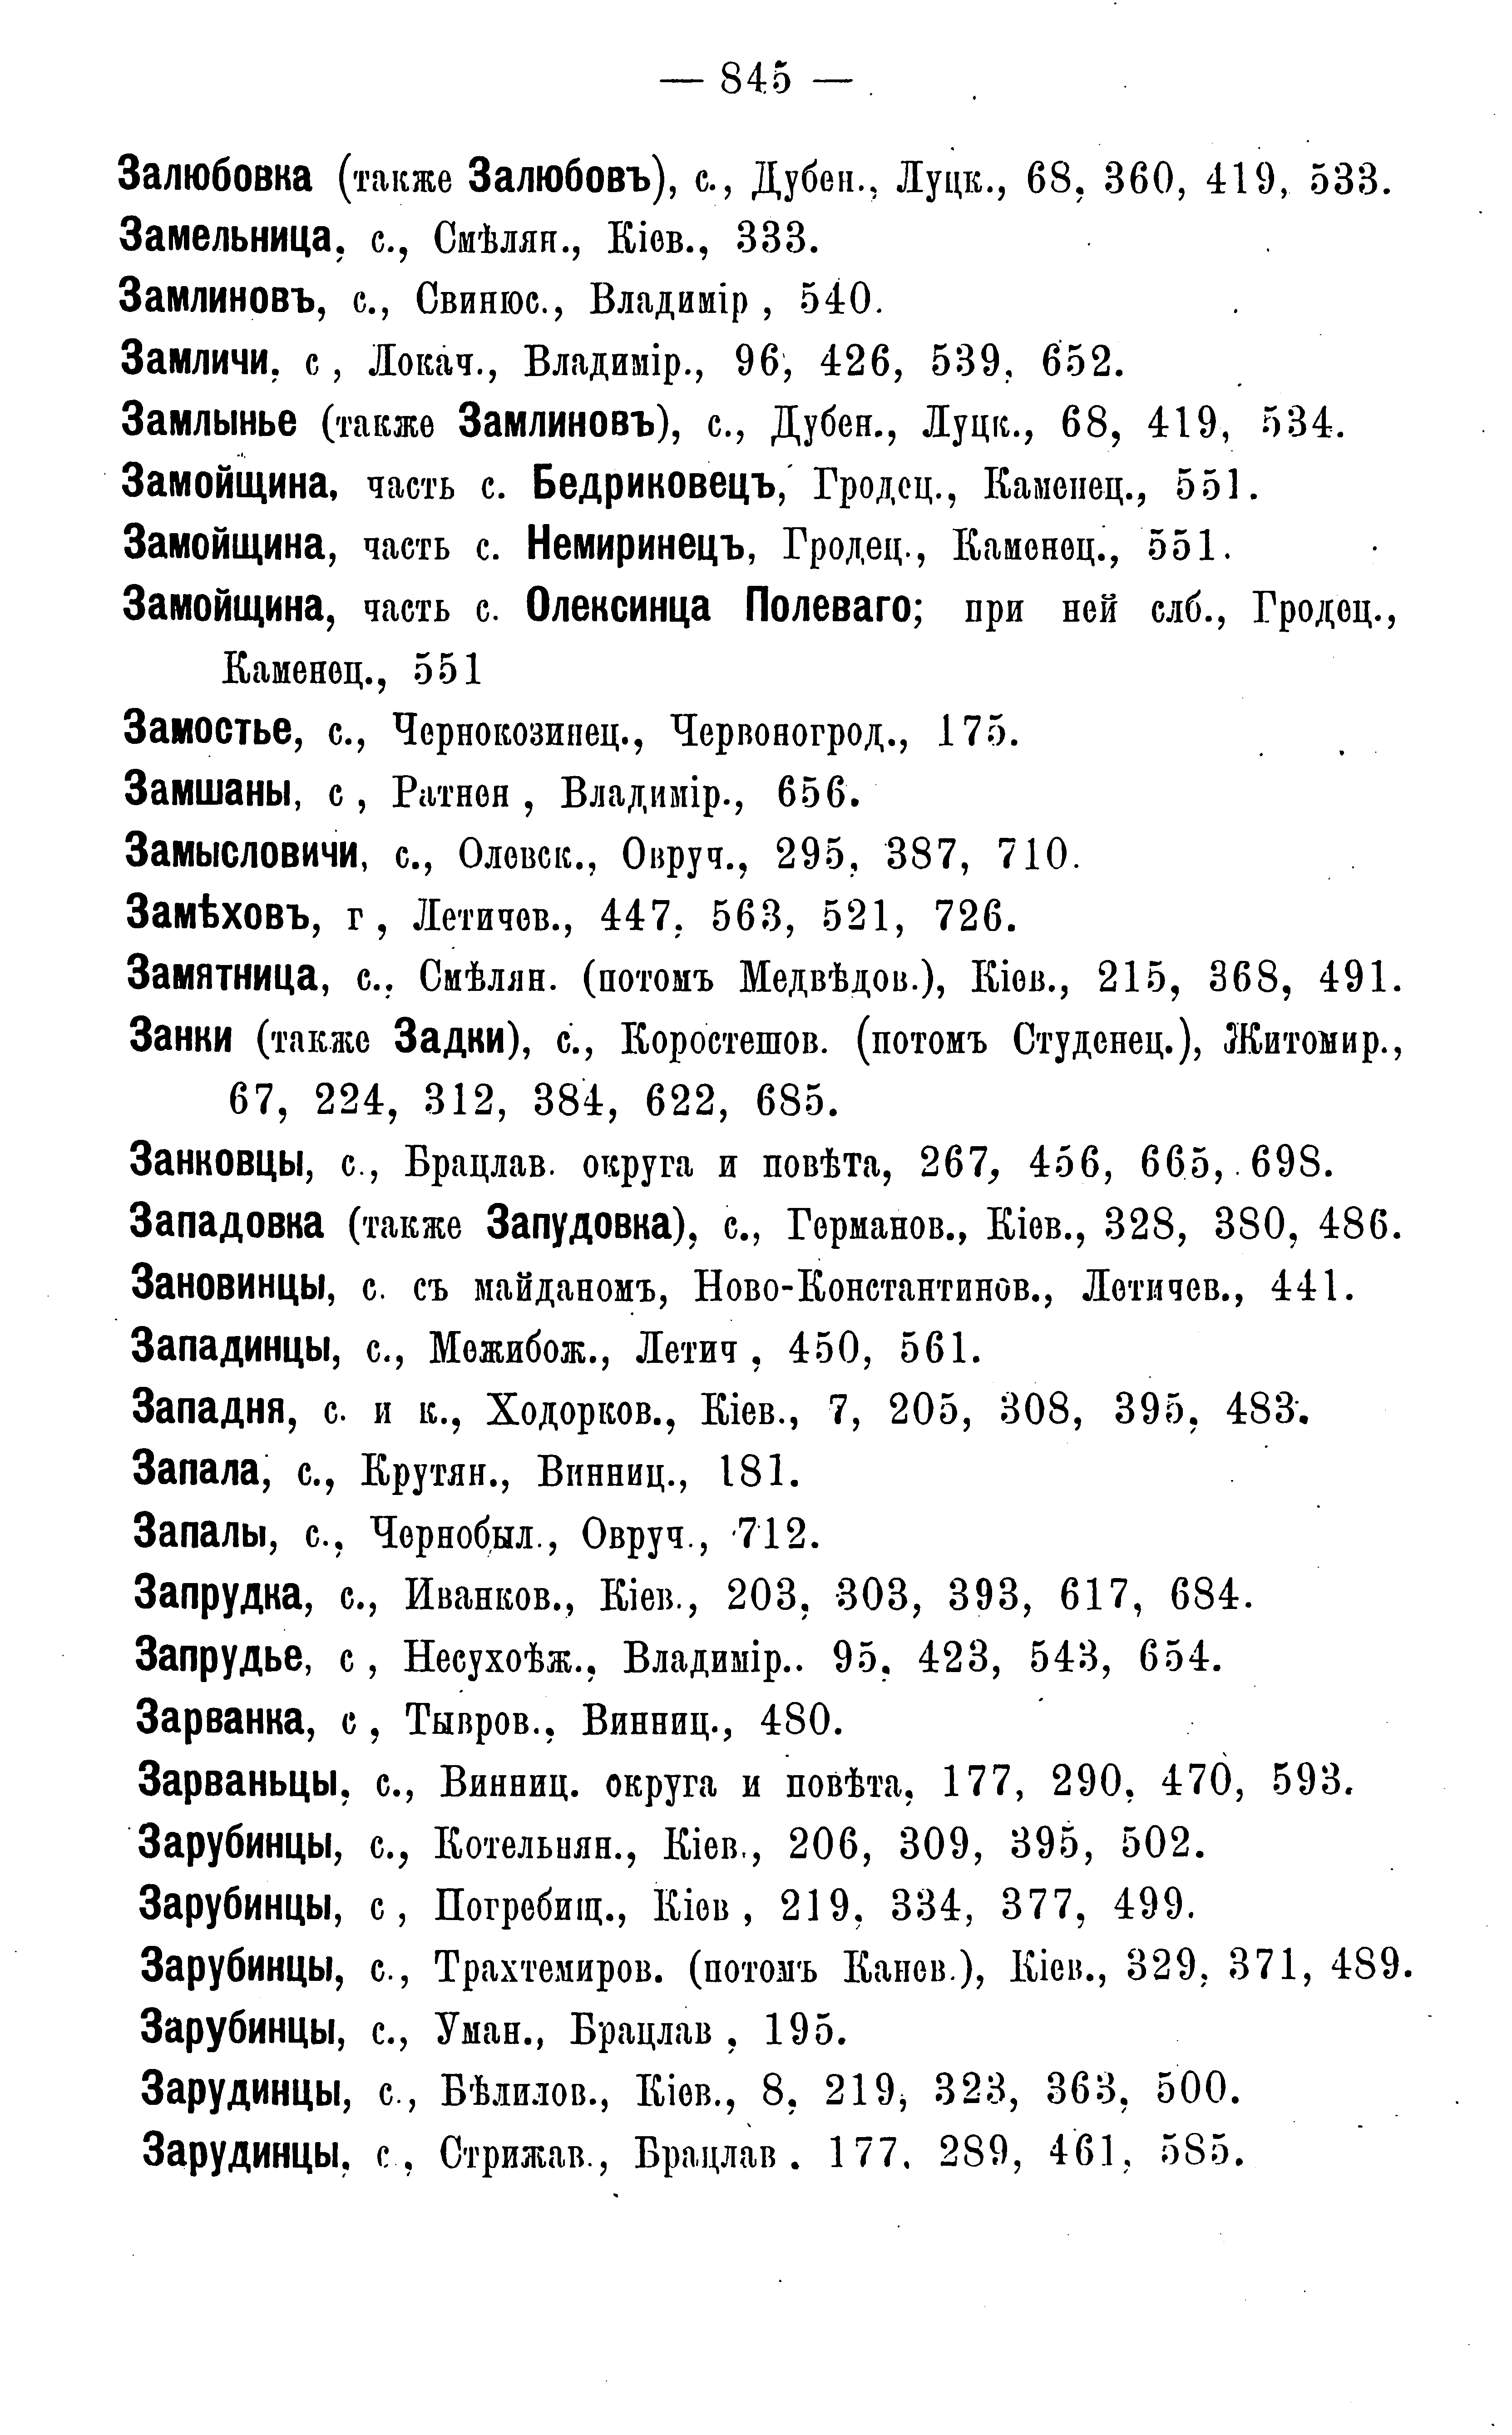 — 845 —
Залюбовка (также Залюбовъ), с., Дубен., Луцк., 68, 360, 419, 533.
Замельница, с., Смѣлян., Кіев., 333.
Замлиновъ, с., Свинюс., Владимір , 540.
Замличи, с , Локач., Владимір., 96, 426, 539, 652.
Замлынье (также Замлиновъ), с., Дубен., Луцк., 68, 419, 534.
Замойщина, часть с. Бедриковецъ, Гродец., Каменец., 551.
Замойщина, часть с. Немиринецъ, Гродец., Каменец., 551.
Замойщина, часть с. Олексинца Полеваго; при ней слб., Гродец.,
Каменец., 551
Замостье, с., Чернокозинец., Червоногрод., 175.
Замшаны, с , Ратнен , Владимір., 656.
Замысловичи, с., Олевск., Овруч., 295, 387, 710.
Замѣховъ, г , Летичев., 447, 563, 521, 726.
Замятница, с., Смѣлян. (потомъ Медвѣдов.), Кіев., 215, 368, 491.
Занки (также Задки), с., Коростешов. (потомъ Студенец.), Житомир.,
67, 224, 312, 384, 622, 685.
Занковцы, с., Брацлав. округа и повѣта, 267, 456, 665, 698.
Западовка (также Запудовка), с., Германов., Кіев., 328, 380, 486.
Зановинцы, с. съ майданомъ, Ново-Константинов., Летичев., 441.
Западинцы, с., Межибож., Летич , 450, 561.
Западня, с. и к., Ходорков., Кіев., 7, 205, 308, 395, 483.
Запала, с., Крутян., Винниц., 181.
Запалы, с., Чернобыл., Овруч., 712.
Запрудка, с., Иванков., Кіев., 203, 303, 393, 617, 684.
Запрудье, с , Несухоѣж., Владимір.. 95, 423, 543, 654.
Зарванка, с , Тывров., Винниц., 480.
Зарваньцы, с., Винниц. округа и повѣта, 177, 290, 470, 593.
Зарубинцы, с., Котельнян., Кіев., 206, 309, 395, 502.
Зарубинцы, с , Погребищ., Кіев , 219, 334, 377, 499.
Зарубинцы, с., Трахтемиров. (потомъ Канев.), Кіев., 329, 371, 489.
Зарубинцы, с., Уман., Брацлав , 195.
Зарудинцы, с., Бѣлилов., Кіев., 8, 219, 323, 363, 500.
Зарудинцы, с , Стрижав., Брацлав . 177. 289, 461, 585.